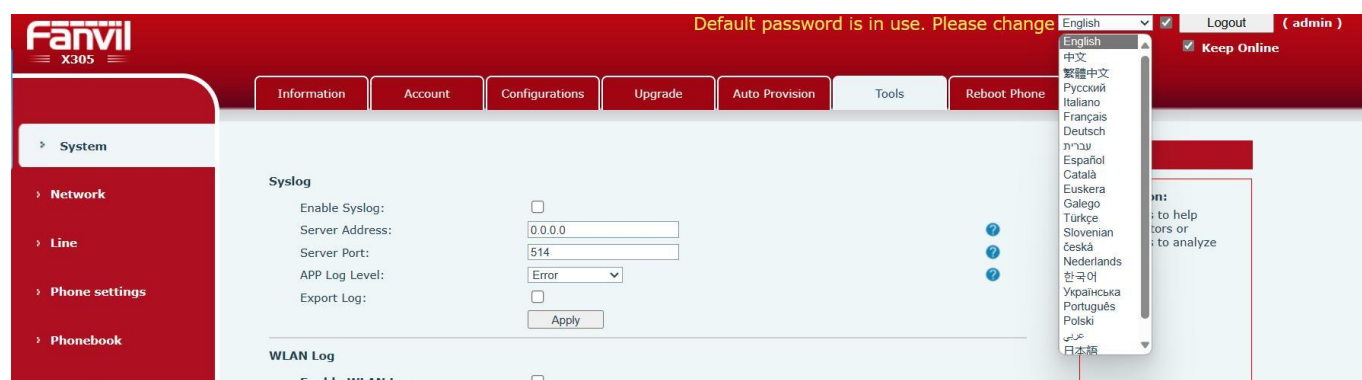 Fanvil
X305
Default password is in use. Please change
English
Logout
( admin )
Keep Online
English
中文
繁體中文
Русский
Italiano
Français
Deutsch
עברית
Español
Català
Euskera
Galego
Türkçe
Slovenian
česká
Nederlands
한국어
Українська
Português
Polski
عربي
日本語
Information
Account
Configurations
Upgrade
Auto Provision
Tools
Reboot Phone
System
Network
Line
Phone settings
Phonebook
Syslog
Enable Syslog:
Server Address: 0.0.0.0
Server Port: 514
APP Log Level: Error
Export Log:
Apply
WLAN Log
to help
to analyze